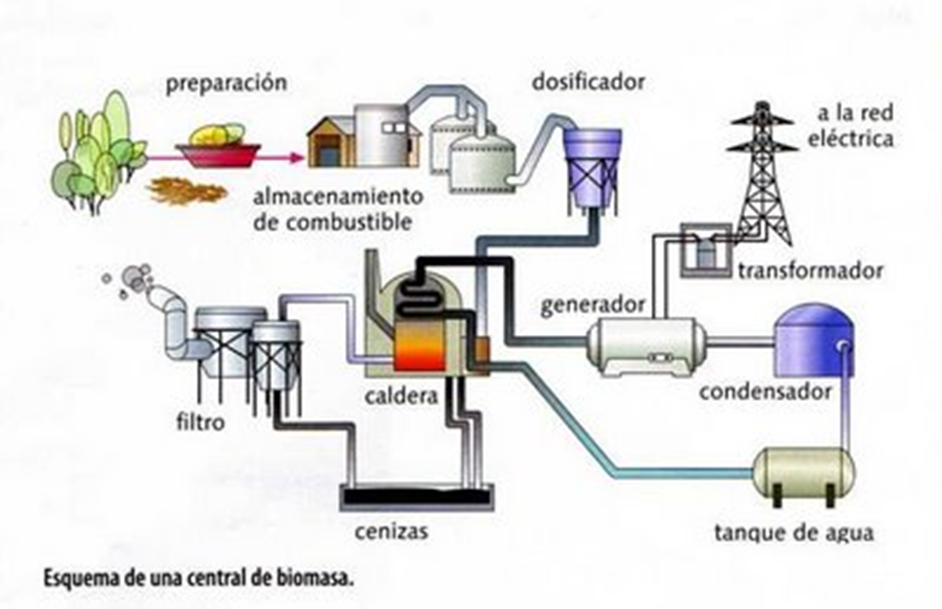 preparación
dosificador
a la red
eléctrica
almacenamiento
de combustible
transformador
generador
caldera
condensador
filtro
cenizas
tanque de agua
Esquema de una central de biomasa.